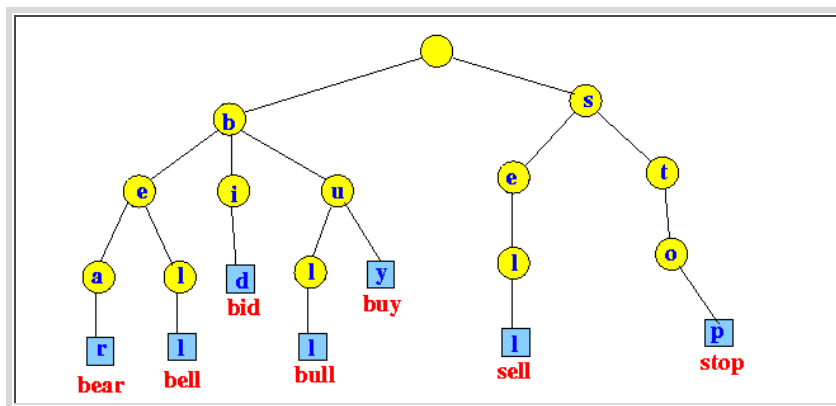 s
b
e i u e t
a l d l y l o
bid buy
r l l l p
bear bell bull sell stop